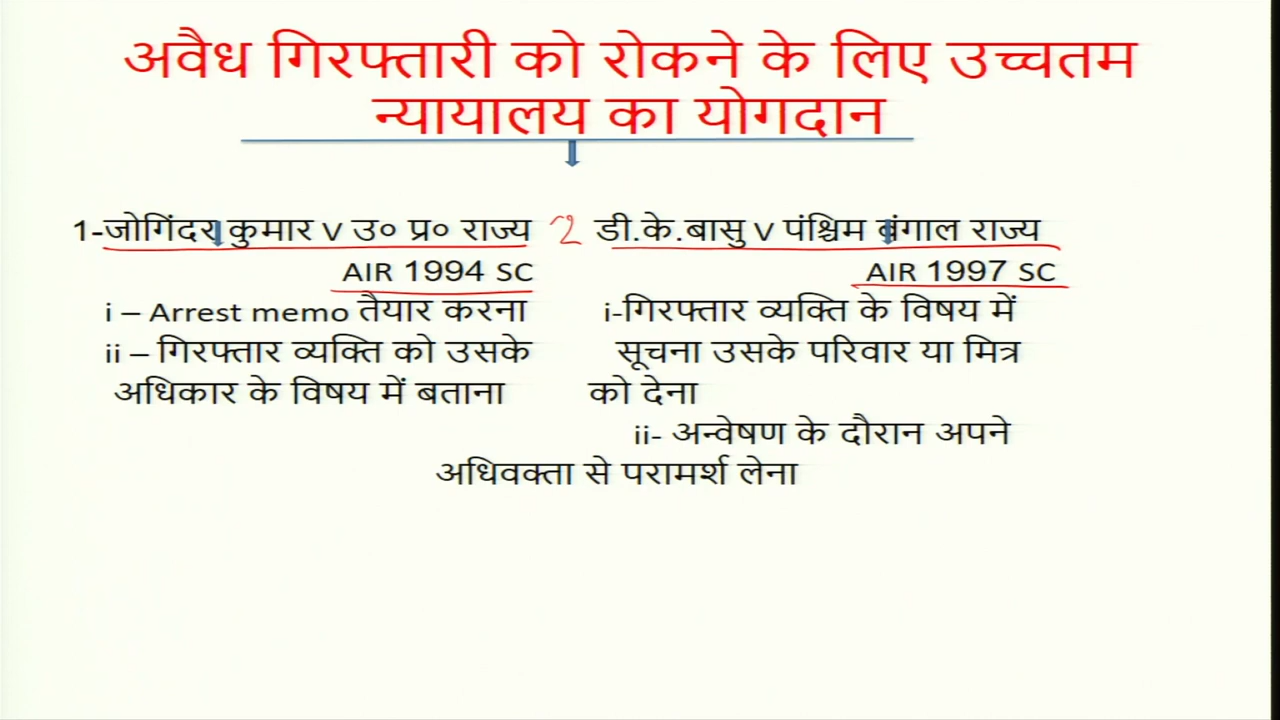 अवैध गिरफ्तारी को रोकने के लिए उच्चतम
न्यायालय का योगदान
1-जोगिंदर कुमार v उ० प्र० राज्य 2 डी.के.बासु v पंश्चिम बंगाल राज्य
AIR 1994 SC AIR 1997 SC
i – Arrest memo तैयार करना i-गिरफ्तार व्यक्ति के विषय में
ii – गिरफ्तार व्यक्ति को उसके सूचना उसके परिवार या मित्र
अधिकार के विषय में बताना को देना
ii- अन्वेषण के दौरान अपने
अधिवक्ता से परामर्श लेना